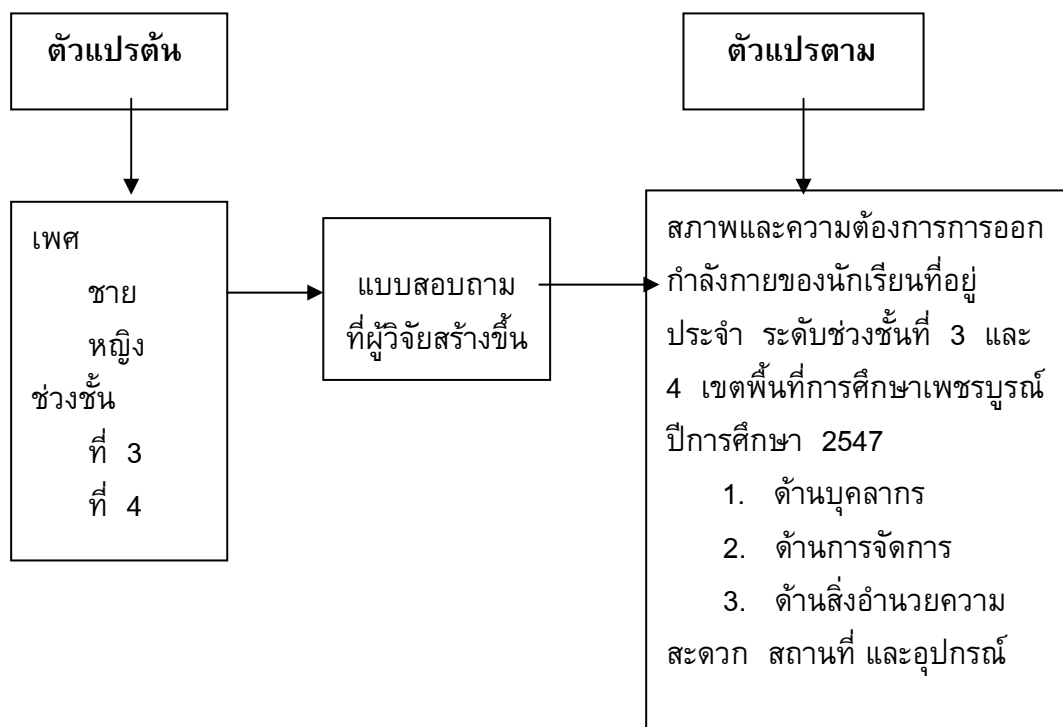 ตัวแปรต้น
ตัวแปรตาม
เพศ
ชาย
หญิง
ช่วงชั้น
ที่ 3
ที่ 4
แบบสอบถาม
ที่ผู้วิจัยสร้างขึ้น
สภาพและความต้องการการออก
กำลังกายของนักเรียนที่อยู่
ประจำ ระดับช่วงชั้นที่ 3 และ
4 เขตพื้นที่การศึกษาเพชรบูรณ์
ปีการศึกษา 2547
1. ด้านบุคลากร
2. ด้านการจัดการ
3. ด้านสิ่งอำนวยความ
สะดวก สถานที่ และอุปกรณ์